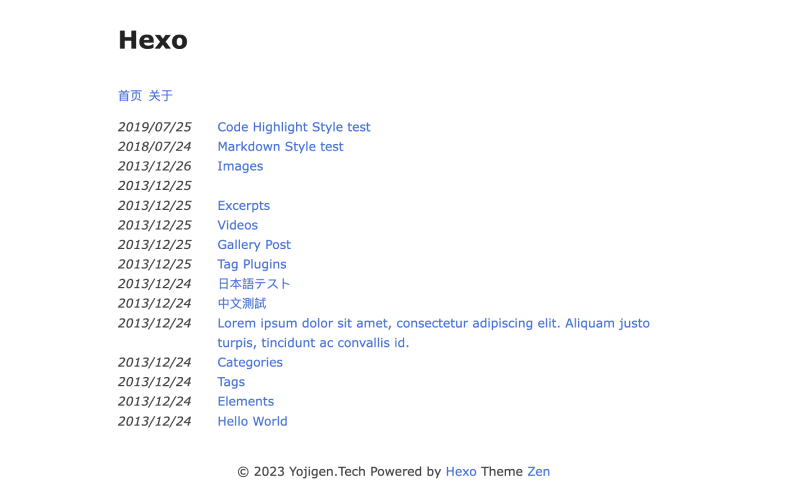 Hexo
首页 关于
2019/07/25 Code Highlight Style test
2018/07/24 Markdown Style test
2013/12/26 Images
2013/12/25
2013/12/25 Excerpts
2013/12/25 Videos
2013/12/25 Gallery Post
2013/12/25 Tag Plugins
2013/12/24 日本語テスト
2013/12/24 中文測試
2013/12/24 Lorem ipsum dolor sit amet, consectetur adipiscing elit. Aliquam justo
turpis, tincidunt ac convallis id.
2013/12/24 Categories
2013/12/24 Tags
2013/12/24 Elements
2013/12/24 Hello World
© 2023 Yojigen.Tech Powered by Hexo Theme Zen